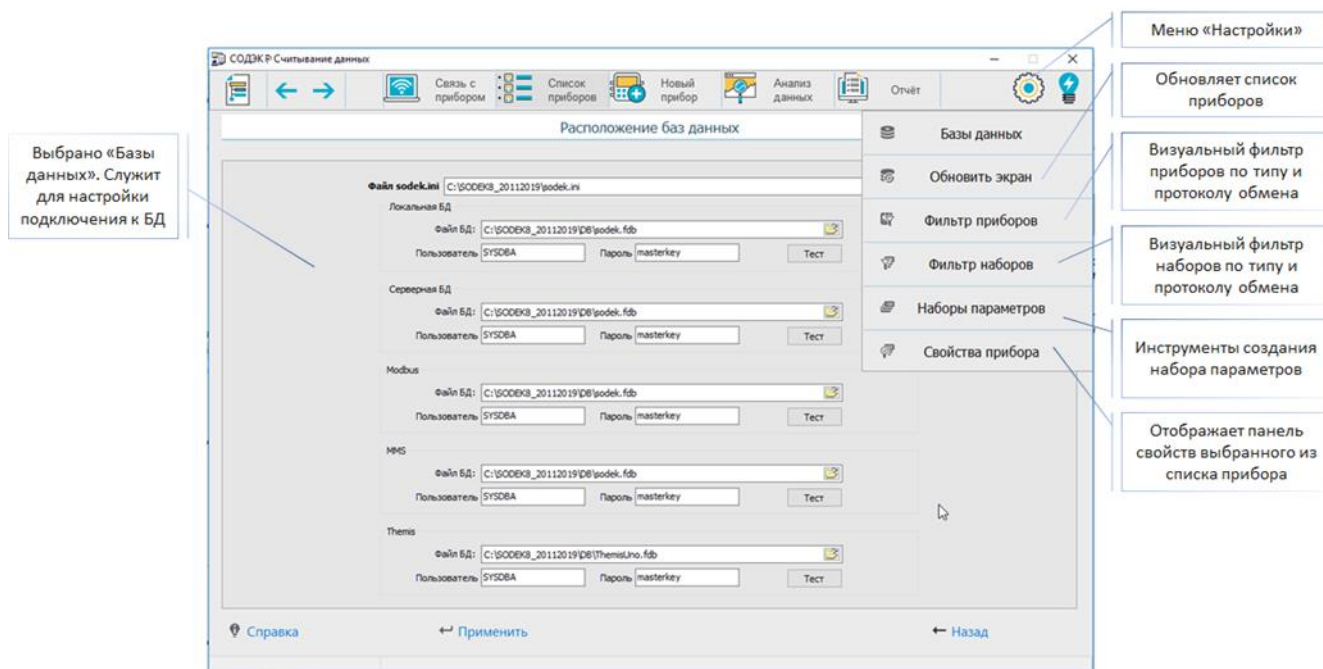 СОДЭК Р Считывание данных
Связь с
прибором
Список
приборов
Новый
прибор
Анализ
данных
Отчёт
Расположение баз данных
Файл sodek.ini C:\SODEK8_20112019\sodek.ini
Локальная БД
Файл БД: C:\SODEK8_20112019\DB\sodek.fdb
Пользователь SYSDBA Пароль masterkey Тест
Серверная БД
Файл БД: C:\SODEK8_20112019\DB\sodek.fdb
Пользователь SYSDBA Пароль masterkey Тест
Modbus
Файл БД: C:\SODEK8_20112019\DB\sodek.fdb
Пользователь SYSDBA Пароль masterkey Тест
MMS
Файл БД: C:\SODEK8_20112019\DB\sodek.fdb
Пользователь SYSDBA Пароль masterkey Тест
Themis
Файл БД: C:\SODEK8_20112019\DB\ThemisUno.fdb
Пользователь SYSDBA Пароль masterkey Тест
Справка
Применить
Назад
Базы данных
Обновить экран
Фильтр приборов
Фильтр наборов
Наборы параметров
Свойства прибора
Выбрано «Базы
данных». Служит
для настройки
подключения к БД
Меню «Настройки»
Обновляет список
приборов
Визуальный фильтр
приборов по типу и
протоколу обмена
Визуальный фильтр
наборов по типу и
протоколу обмена
Инструменты создания
набора параметров
Отображает панель
свойств выбранного из
списка прибора